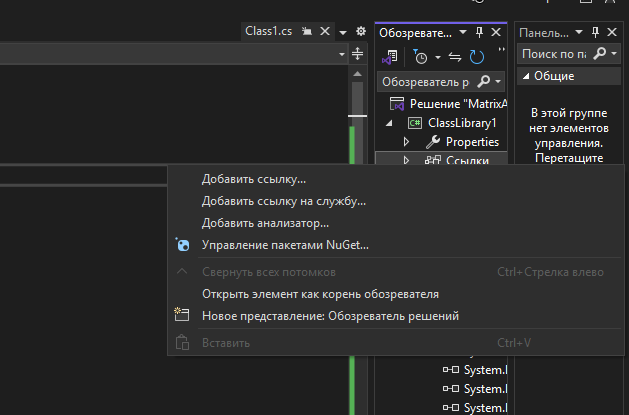 Class1.cs
Обозревате...
Панель...
Поиск по па
Обозреватель р
Общие
Решение "MatrixA
ClassLibrary1
Properties
Ссылки
В этой группе
нет элементов
управления.
Перетащите
Добавить ссылку...
Добавить ссылку на службу...
Добавить анализатор...
Управление пакетами NuGet...
Свернуть всех потомков Ctrl+Стрелка влево
Открыть элемент как корень обозревателя
Новое представление: Обозреватель решений
Вставить Ctrl+V
System.I
System.I
System.I